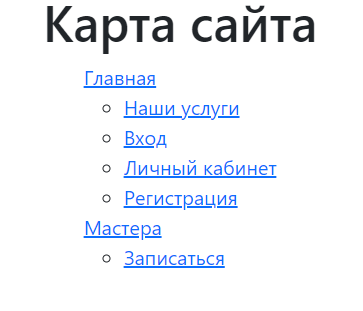 Карта сайта
Главная
Наши услуги
Вход
Личный кабинет
Регистрация
Мастера
Записаться